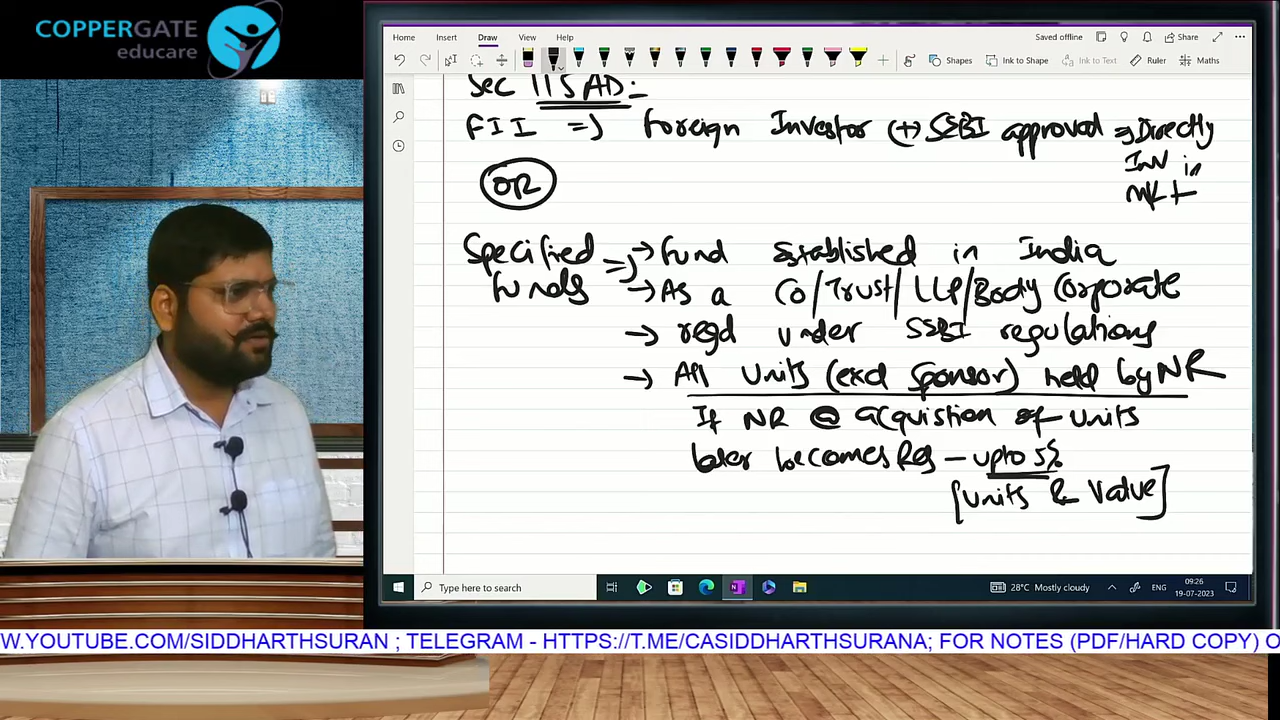 COPPERGATE
educare
Home Insert Draw View Help
Saved offline Share
Shapes Ink to Shape Ink to Text Ruler Maths
Sec 115AD:-
FII => Foreign Investor (+) SEBI approved => Directly
Inv in
Mkt
OR
Specified => -> Fund established in India
Funds -> As a Co/Trust/LLP/Body Corporate
-> regd under SEBI regulations
-> All Units (excl Sponsor) held by NR
If NR @ acquistion of units
later becomes Res - upto 5%
[units & Value]
Type here to search
28°C Mostly cloudy ENG 09:26
19-07-2023
W.YOUTUBE.COM/SIDDHARTHSURAN ; TELEGRAM - HTTPS://T.ME/CASIDDHARTHSURANA; FOR NOTES (PDF/HARD COPY) O